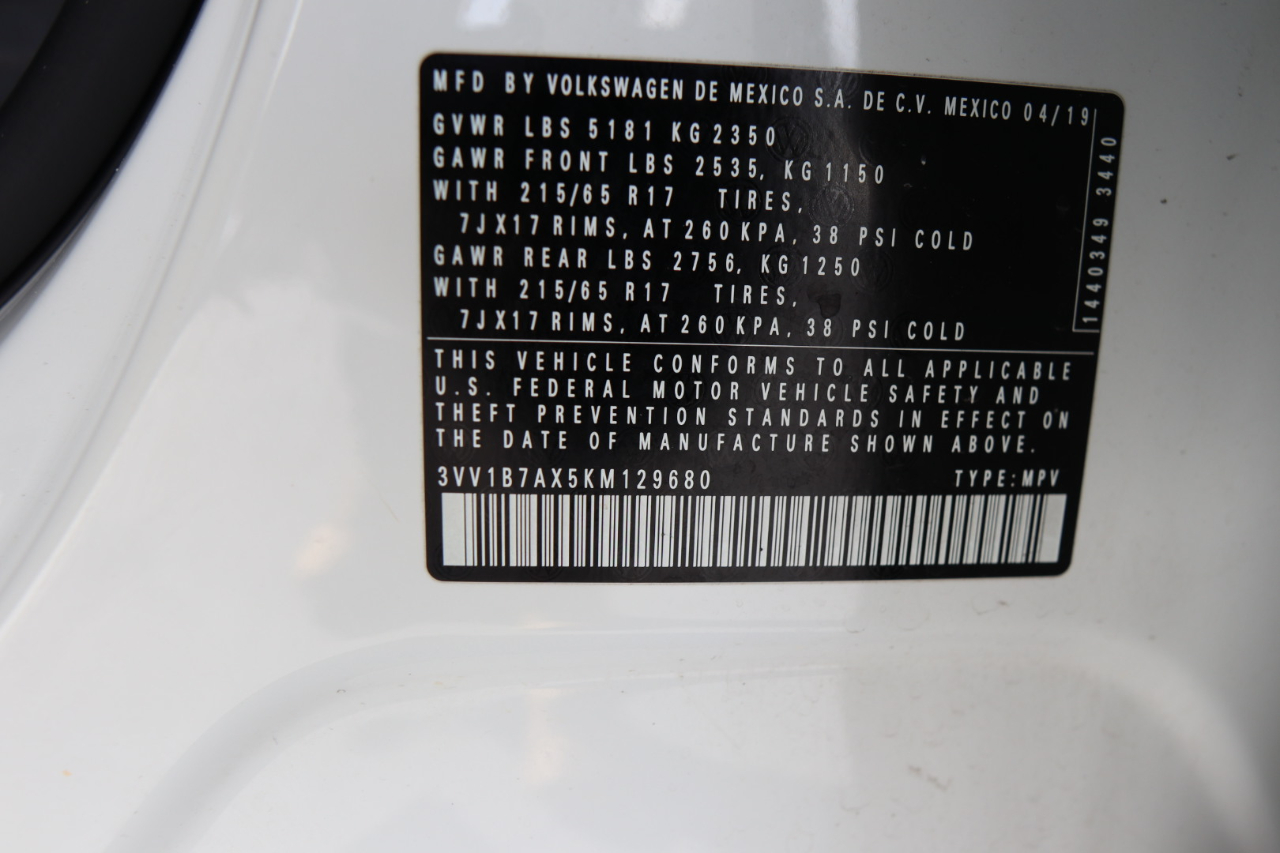 MFD BY VOLKSWAGEN DE MEXICO S.A. DE C.V. MEXICO 04/19
GVWR LBS 5181 KG 2350
GAWR FRONT LBS 2535, KG 1150
WITH 215/65 R17 TIRES,
7JX17 RIMS, AT 260 KPA, 38 PSI COLD
GAWR REAR LBS 2756, KG 1250
WITH 215/65 R17 TIRES,
7JX17 RIMS, AT 260 KPA, 38 PSI COLD
1440349 3440
THIS VEHICLE CONFORMS TO ALL APPLICABLE
U.S. FEDERAL MOTOR VEHICLE SAFETY AND
THEFT PREVENTION STANDARDS IN EFFECT ON
THE DATE OF MANUFACTURE SHOWN ABOVE.
3VV1B7AX5KM129680 TYPE: MPV